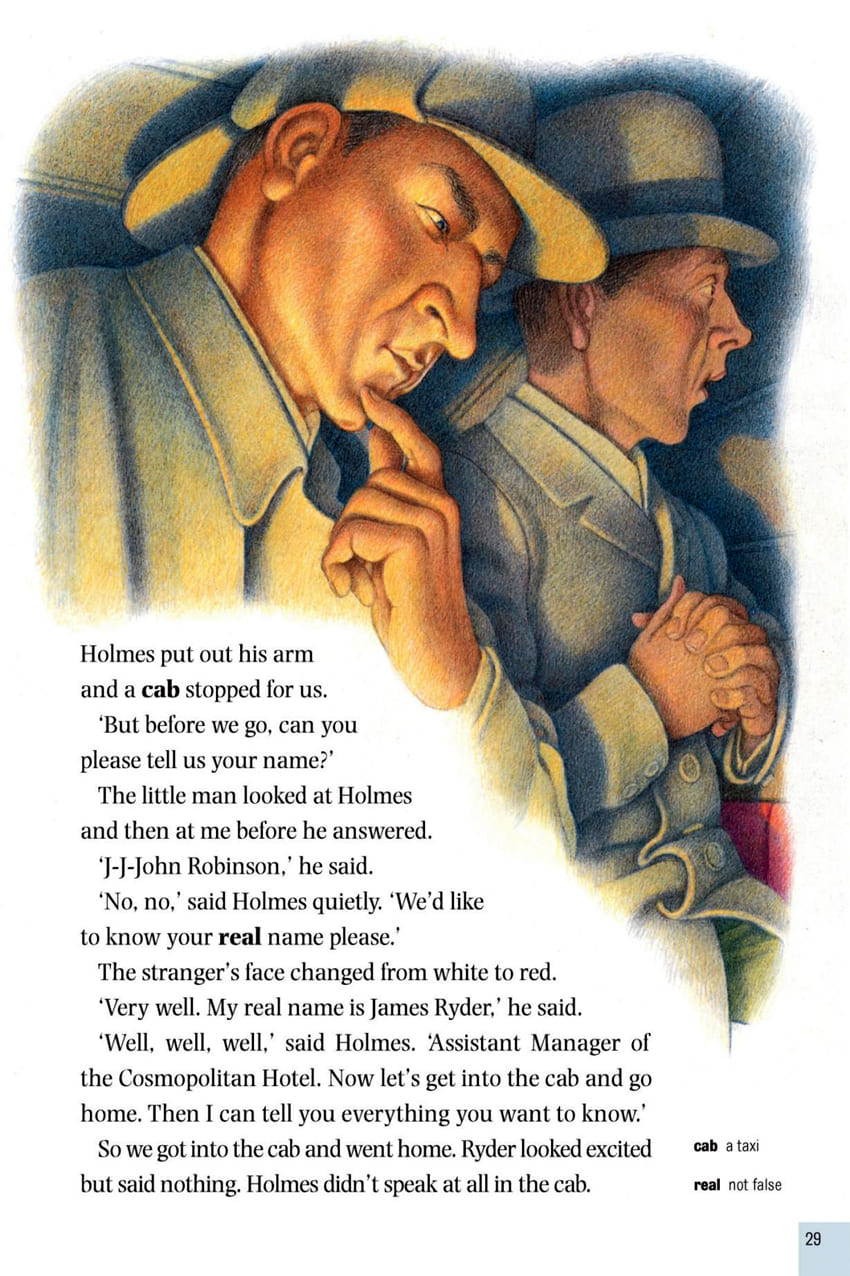 Holmes put out his arm
and a cab stopped for us.
‘But before we go, can you
please tell us your name?’
The little man looked at Holmes
and then at me before he answered.
‘J-J-John Robinson,’ he said.
‘No, no,’ said Holmes quietly. ‘We’d like
to know your real name please.’
The stranger’s face changed from white to red.
‘Very well. My real name is James Ryder,’ he said.
‘Well, well, well,’ said Holmes. ‘Assistant Manager of
the Cosmopolitan Hotel. Now let’s get into the cab and go
home. Then I can tell you everything you want to know.’
So we got into the cab and went home. Ryder looked excited
but said nothing. Holmes didn’t speak at all in the cab.
cab a taxi
real not false
29